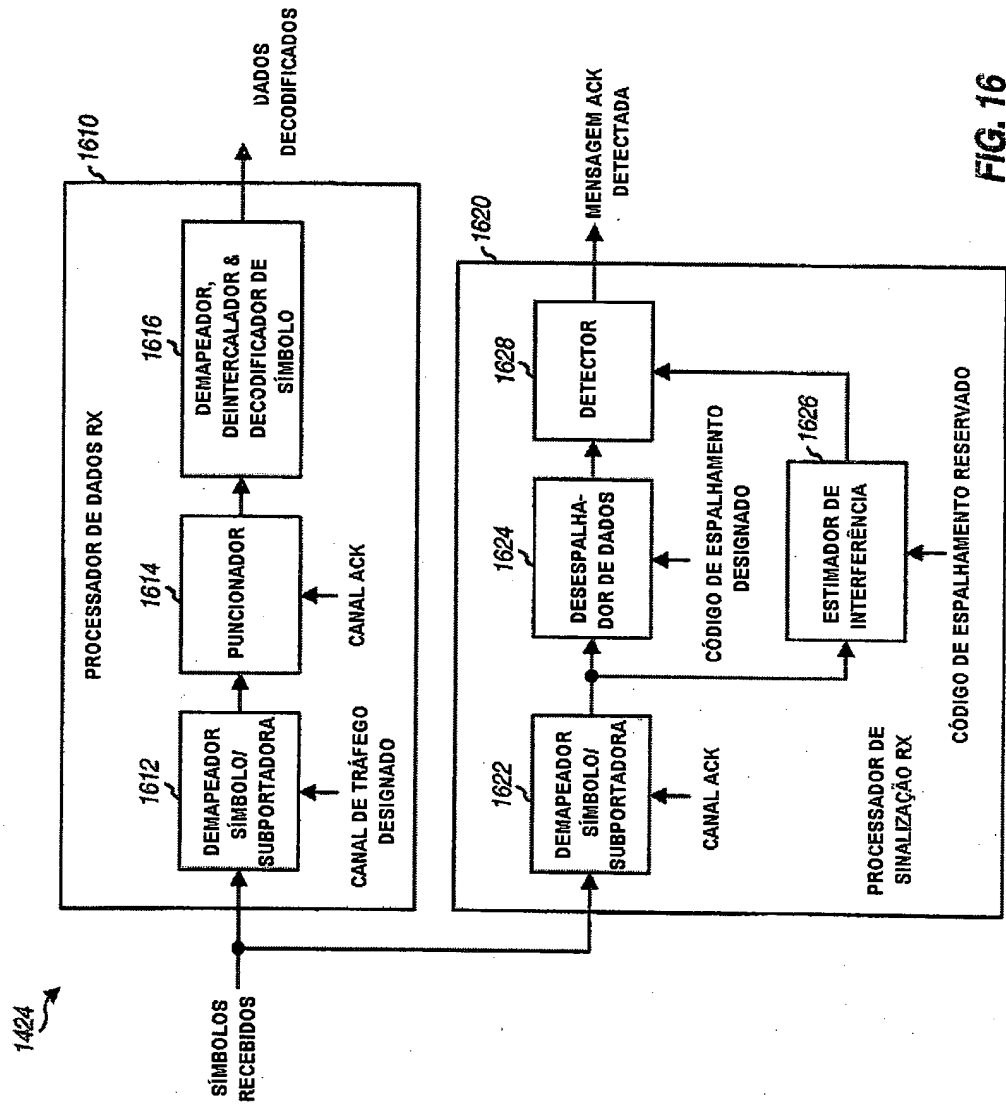 1424
SÍMBOLOS
RECEBIDOS
1610
PROCESSADOR DE DADOS RX
1612
DEMAPEADOR
SÍMBOLO/
SUBPORTADORA
CANAL DE TRÁFEGO
DESIGNADO
1614
PUNCIONADOR
CANAL ACK
1616
DEMAPEADOR,
DEINTERCALADOR &
DECODIFICADOR DE
SÍMBOLO
DADOS
DECODIFICADOS
1620
1622
DEMAPEADOR
SÍMBOLO/
SUBPORTADORA
CANAL ACK
1624
DESESPALHA-
DOR DE DADOS
CÓDIGO DE ESPALHAMENTO
DESIGNADO
1628
DETECTOR
MENSAGEM ACK
DETECTADA
1626
ESTIMADOR DE
INTERFERÊNCIA
CÓDIGO DE ESPALHAMENTO RESERVADO
PROCESSADOR DE
SINALIZAÇÃO RX
FIG. 16